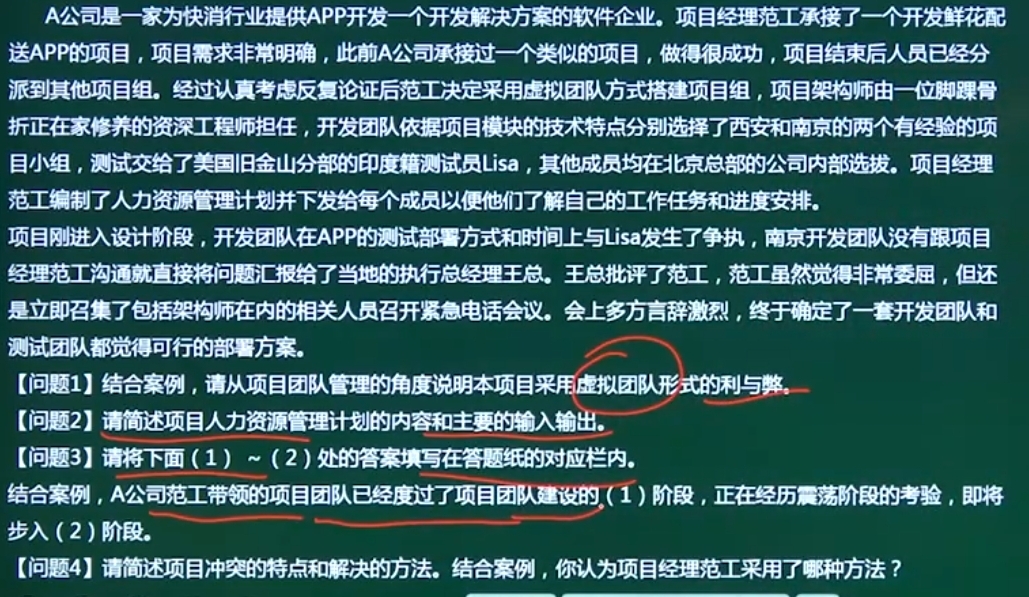 A公司是一家为快消行业提供APP开发一个开发解决方案的软件企业。项目经理范工承接了一个开发鲜花配
送APP的项目，项目需求非常明确，此前A公司承接过一个类似的项目，做得很成功，项目结束后人员已经分
派到其他项目组。经过认真考虑反复论证后范工决定采用虚拟团队方式搭建项目组，项目架构师由一位脚踝骨
折正在家修养的资深工程师担任，开发团队依据项目模块的技术特点分别选择了西安和南京的两个有经验的项
目小组，测试交给了美国旧金山分部的印度籍测试员Lisa，其他成员均在北京总部的公司内部选拔。项目经理
范工编制了人力资源管理计划并下发给每个成员以便他们了解自己的工作任务和进度安排。
项目刚进入设计阶段，开发团队在APP的测试部署方式和时间上与Lisa发生了争执，南京开发团队没有跟项目
经理范工沟通就直接将问题汇报给了当地的执行总经理王总。王总批评了范工，范工虽然觉得非常委屈，但还
是立即召集了包括架构师在内的相关人员召开紧急电话会议。会上多方言辞激烈，终于确定了一套开发团队和
测试团队都觉得可行的部署方案。
【问题1】结合案例，请从项目团队管理的角度说明本项目采用虚拟团队形式的利与弊。
【问题2】请简述项目人力资源管理计划的内容和主要的输入输出。
【问题3】请将下面（1）~（2）处的答案填写在答题纸的对应栏内。
结合案例，A公司范工带领的项目团队已经度过了项目团队建设的（1）阶段，正在经历震荡阶段的考验，即将
步入（2）阶段。
【问题4】请简述项目冲突的特点和解决的方法。结合案例，你认为项目经理范工采用了哪种方法？